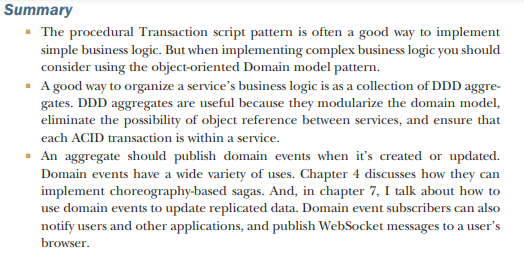 Summary
▪ The procedural Transaction script pattern is often a good way to implement
simple business logic. But when implementing complex business logic you should
consider using the object-oriented Domain model pattern.
▪ A good way to organize a service's business logic is as a collection of DDD aggre-
gates. DDD aggregates are useful because they modularize the domain model,
eliminate the possibility of object reference between services, and ensure that
each ACID transaction is within a service.
▪ An aggregate should publish domain events when it's created or updated.
Domain events have a wide variety of uses. Chapter 4 discusses how they can
implement choreography-based sagas. And, in chapter 7, I talk about how to
use domain events to update replicated data. Domain event subscribers can also
notify users and other applications, and publish WebSocket messages to a user's
browser.